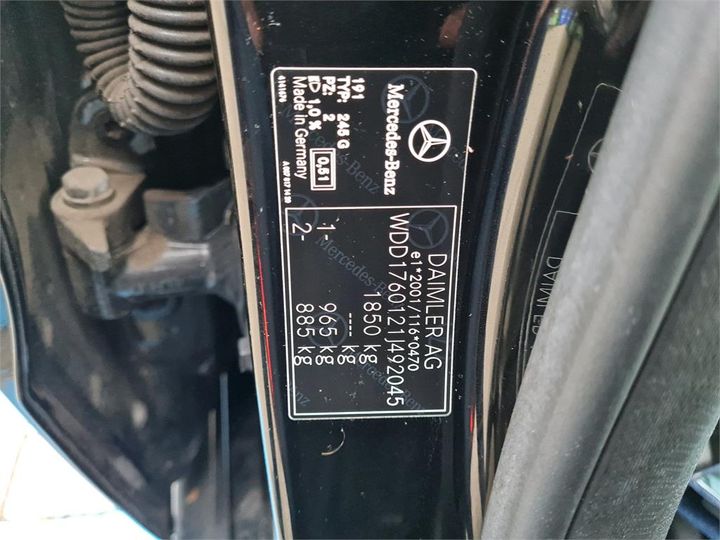 Mercedes-Benz
191
TYP: 245 G
PZ: 2 0,51
1,0 %
Made in Germany
DAIMLER AG
e1*2001/116*0470
WDD1760121J492045
1850 kg
---- kg
1- 965 kg
2- 885 kg